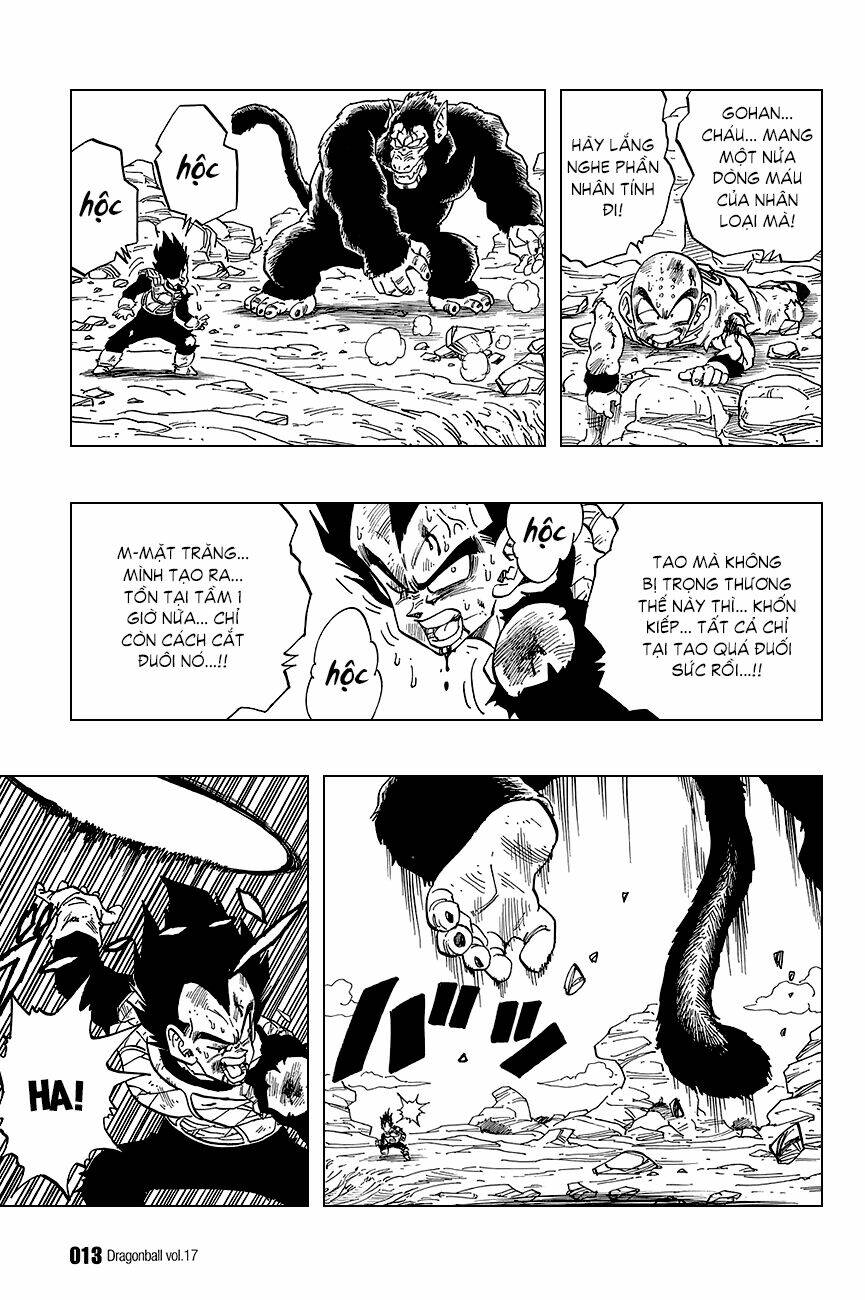 GOHAN...
CHÁU... MANG
MỘT NỬA
DÒNG MÁU
CỦA NHÂN
LOẠI MÀ!
HÃY LẮNG
NGHE PHẦN
NHÂN TÍNH
ĐI!
HỘC
HỘC
TAO MÀ KHÔNG
BỊ TRỌNG THƯƠNG
THẾ NÀY THÌ... KHỐN
KIẾP... TẤT CẢ CHỈ
TẠI TAO QUÁ ĐUỐI
SỨC RỒI...!!
HỘC
HỘC
M-MẶT TRĂNG...
MÌNH TẠO RA...
TỒN TẠI TẦM 1
GIỜ NỮA... CHỈ
CÒN CÁCH CẮT
ĐUÔI NÓ...!!
バッ
HA!
013 Dragonball vol.17